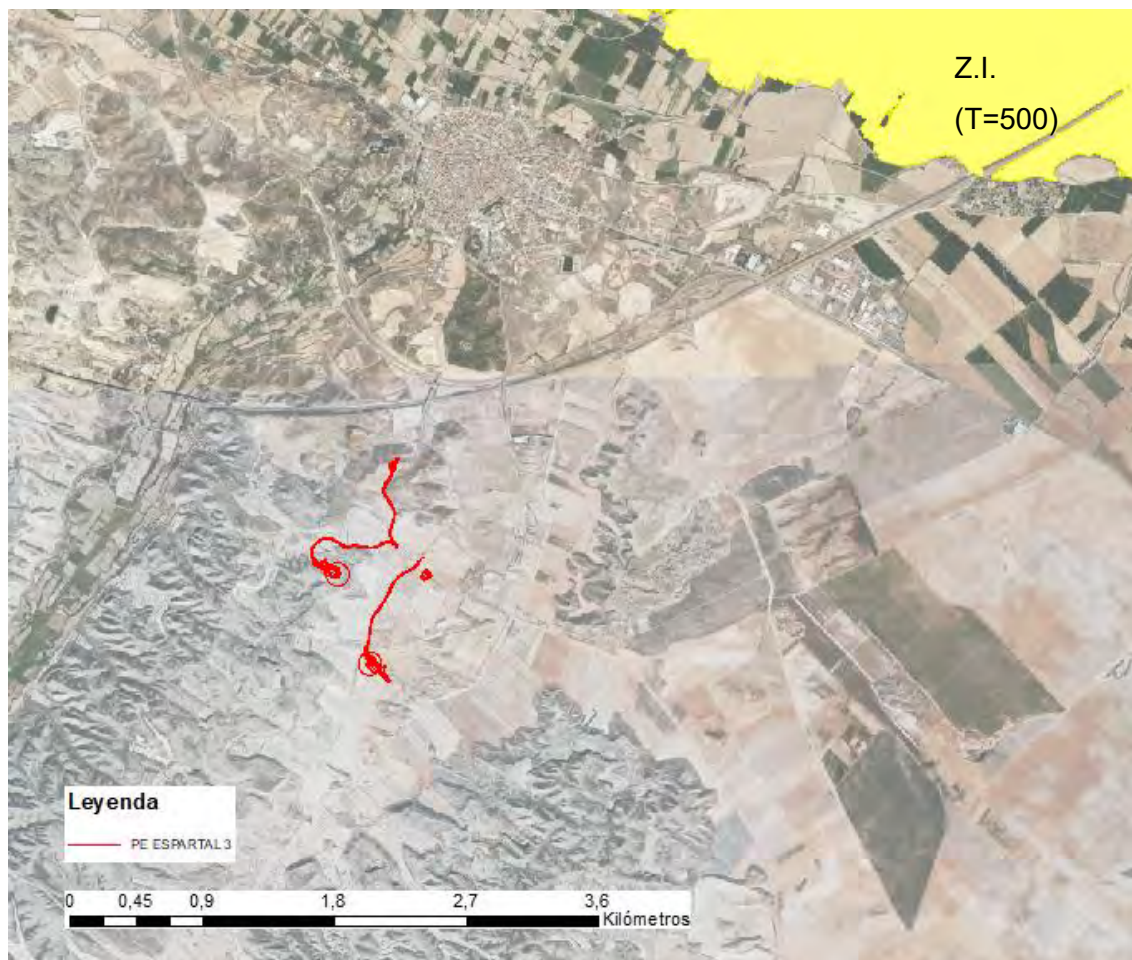 Z.I.
(T=500)
Leyenda
PE ESPARTAL 3
0 0,45 0,9 1,8 2,7 3,6
Kilómetros